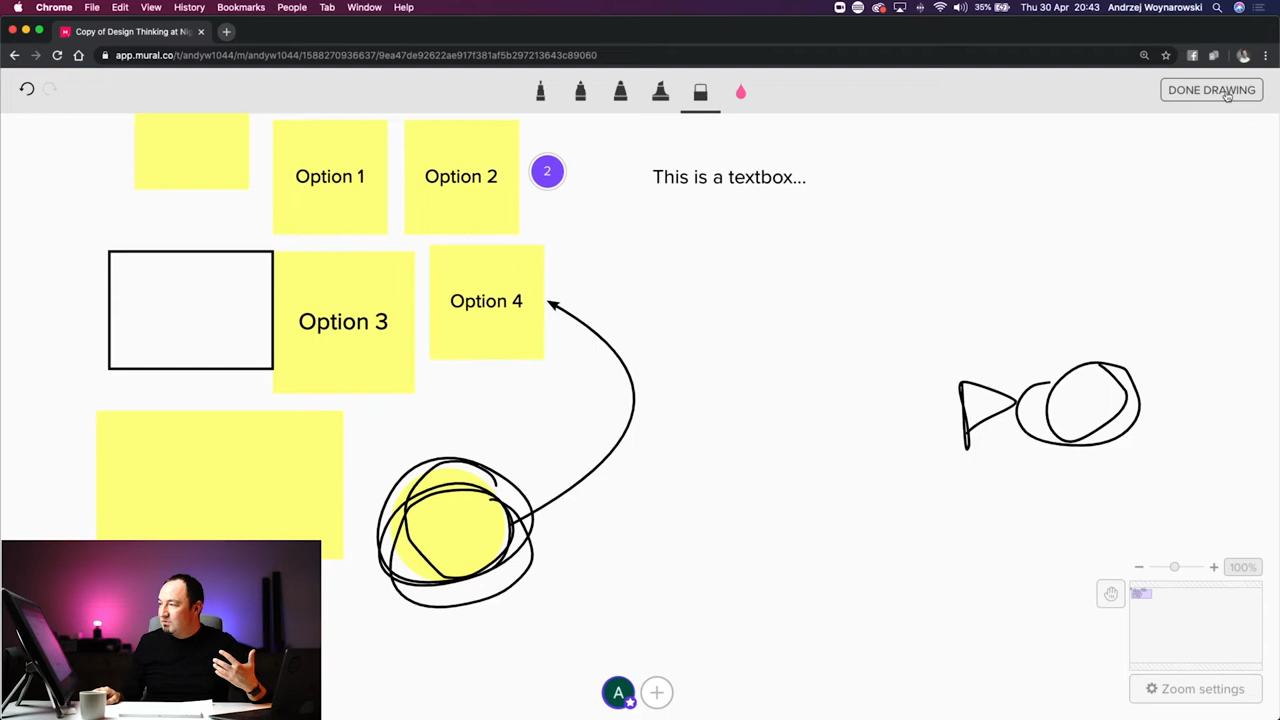 Chrome File Edit View History Bookmarks People Tab Window Help 35% Thu 30 Apr 20:43 Andrzej Woynarowski
Copy of Design Thinking at Ni
app.mural.co/t/andyw1044/m/andyw1044/1588270936637/9ea47de92622ae917f381af5b297213643c89060
DONE DRAWING
Option 1
Option 2
2
This is a textbox...
Option 3
Option 4
100%
A
Zoom settings